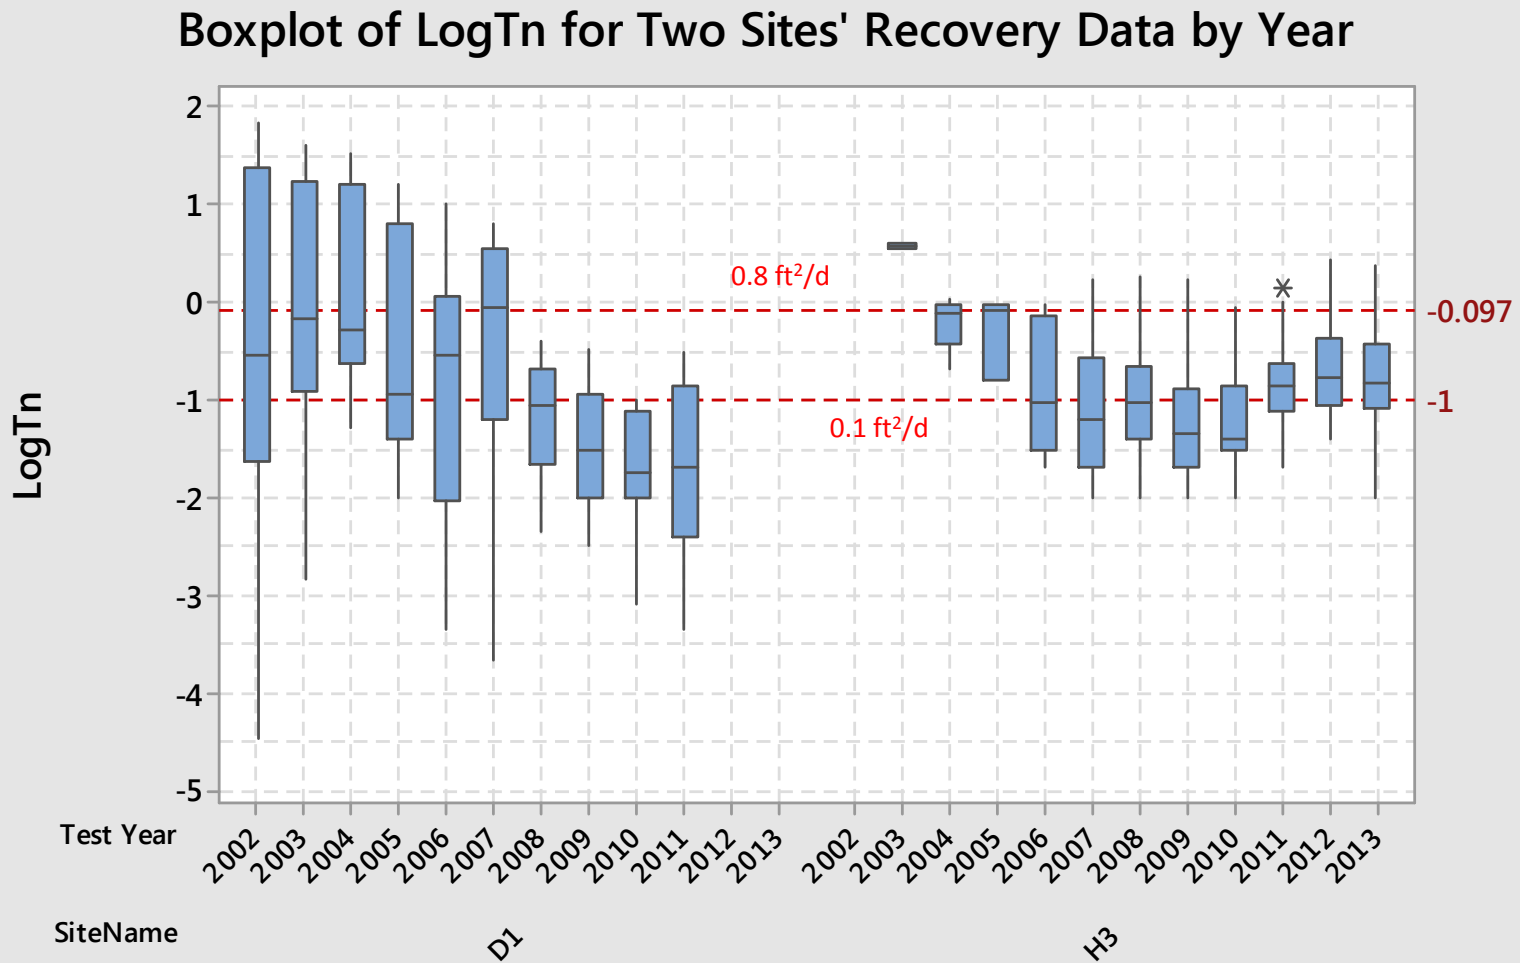 Boxplot of LogTn for Two Sites' Recovery Data by Year
LogTn
2
1
0
-1
-2
-3
-4
-5
0.8 ft²/d
0.1 ft²/d
-0.097
-1
Test Year
2002 2003 2004 2005 2006 2007 2008 2009 2010 2011 2012 2013 2002 2003 2004 2005 2006 2007 2008 2009 2010 2011 2012 2013
SiteName
D1 H3